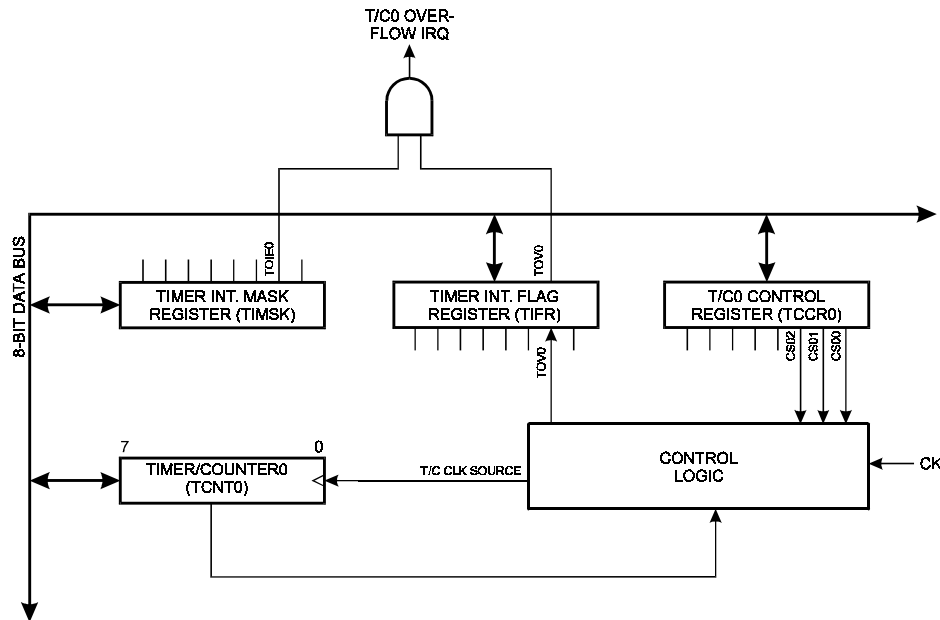 T/C0 OVER-
FLOW IRQ
8-BIT DATA BUS
TOIE0
TOV0
TIMER INT. MASK
REGISTER (TIMSK)
TIMER INT. FLAG
REGISTER (TIFR)
T/C0 CONTROL
REGISTER (TCCR0)
TOV0
CS02
CS01
CS00
7
0
TIMER/COUNTER0
(TCNT0)
T/C CLK SOURCE
CONTROL
LOGIC
CK